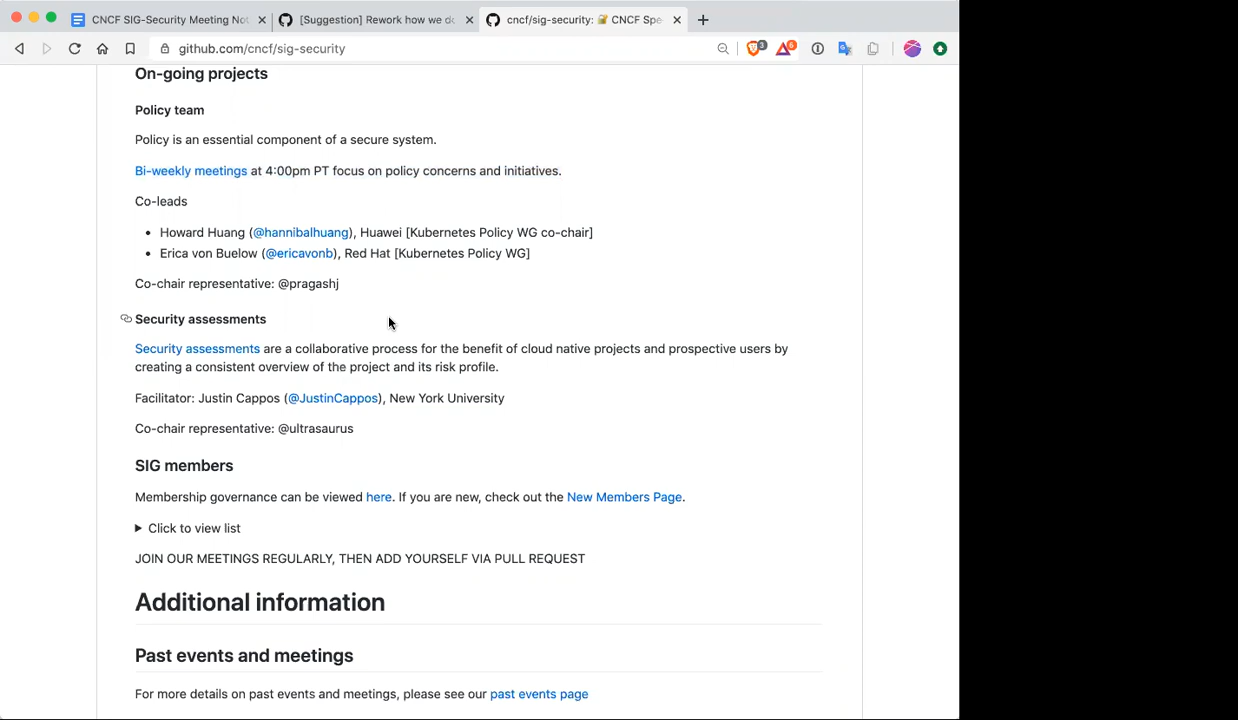 CNCF SIG-Security Meeting Not
[Suggestion] Rework how we do
cncf/sig-security: 🔐 CNCF Spe
github.com/cncf/sig-security
3
6
On-going projects
Policy team
Policy is an essential component of a secure system.
Bi-weekly meetings at 4:00pm PT focus on policy concerns and initiatives.
Co-leads
Howard Huang (@hannibalhuang), Huawei [Kubernetes Policy WG co-chair]
Erica von Buelow (@ericavonb), Red Hat [Kubernetes Policy WG]
Co-chair representative: @pragashj
Security assessments
Security assessments are a collaborative process for the benefit of cloud native projects and prospective users by
creating a consistent overview of the project and its risk profile.
Facilitator: Justin Cappos (@JustinCappos), New York University
Co-chair representative: @ultrasaurus
SIG members
Membership governance can be viewed here. If you are new, check out the New Members Page.
Click to view list
JOIN OUR MEETINGS REGULARLY, THEN ADD YOURSELF VIA PULL REQUEST
Additional information
Past events and meetings
For more details on past events and meetings, please see our past events page